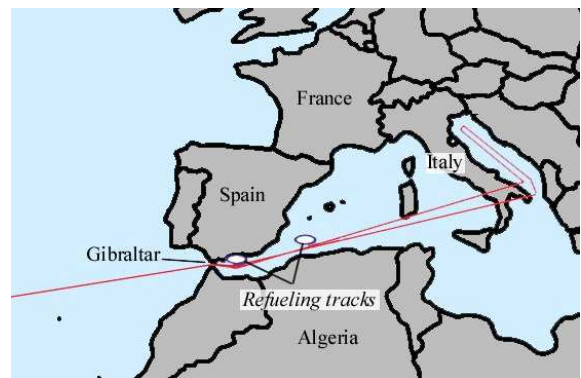 France
Italy
Spain
Gibraltar
Refueling tracks
Algeria